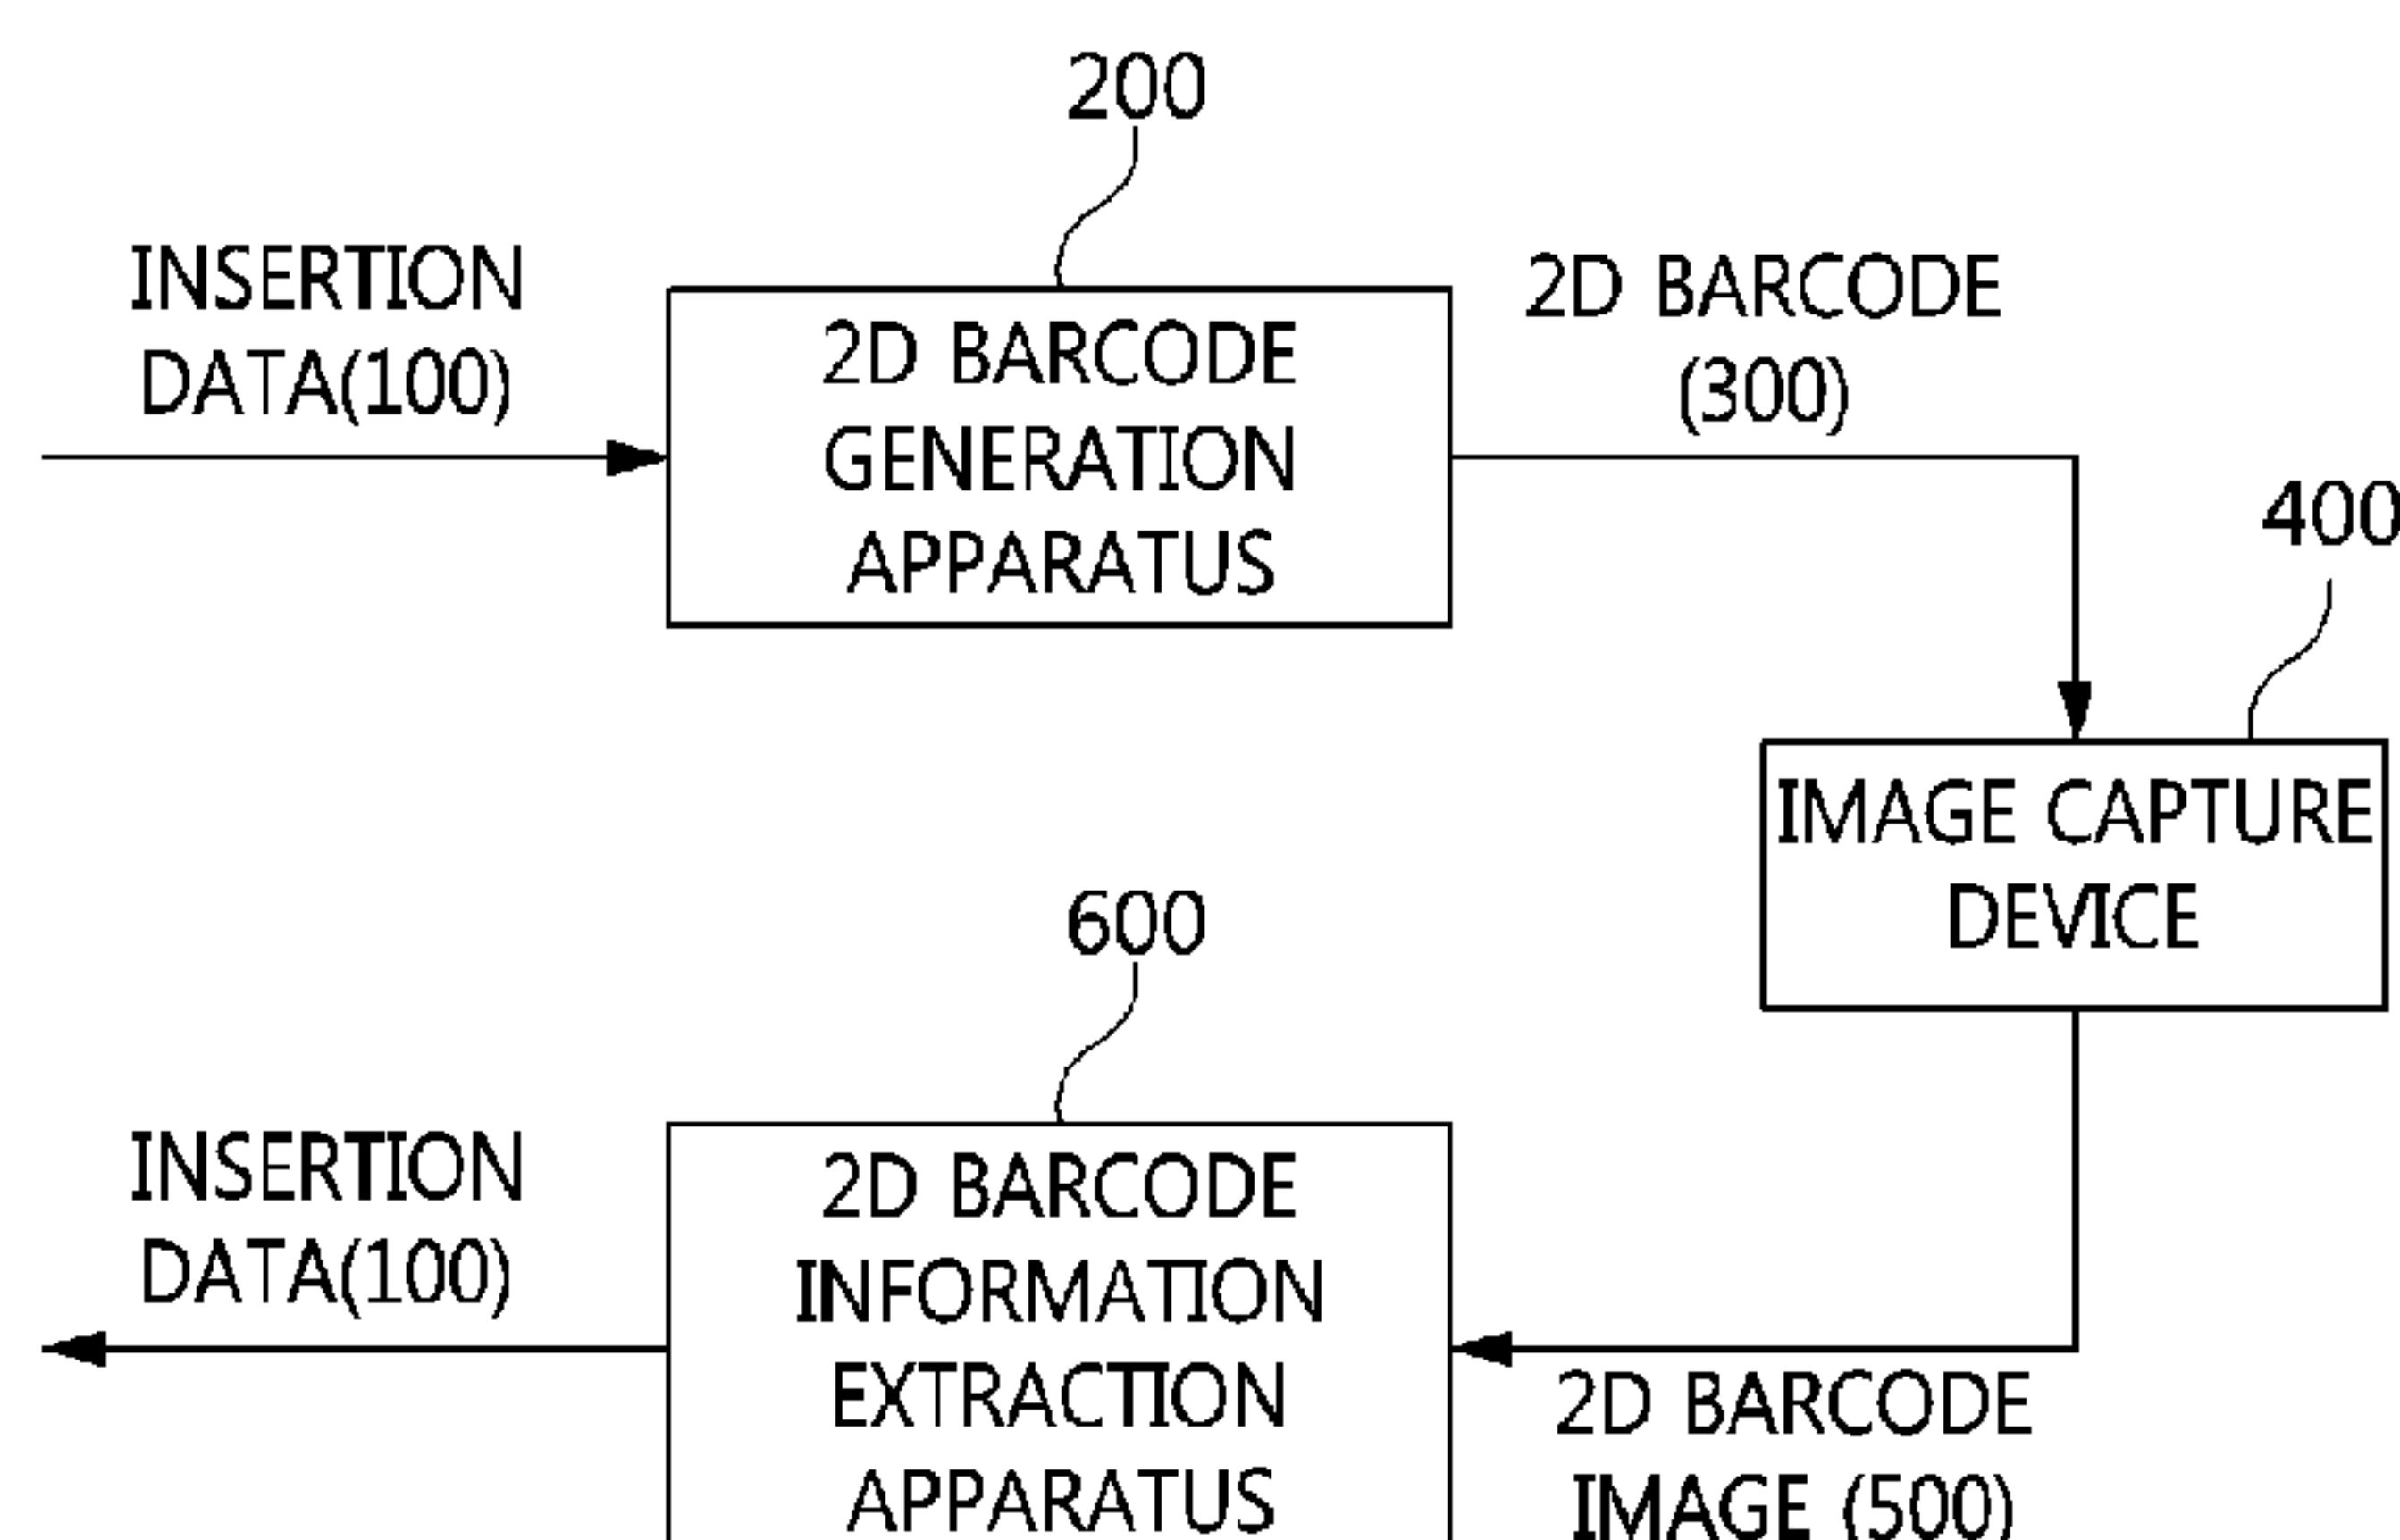 200
INSERTION
DATA(100)
2D BARCODE
GENERATION
APPARATUS
2D BARCODE
(300)
400
IMAGE CAPTURE
DEVICE
600
INSERTION
DATA(100)
2D BARCODE
INFORMATION
EXTRACTION
APPARATUS
2D BARCODE
IMAGE (500)